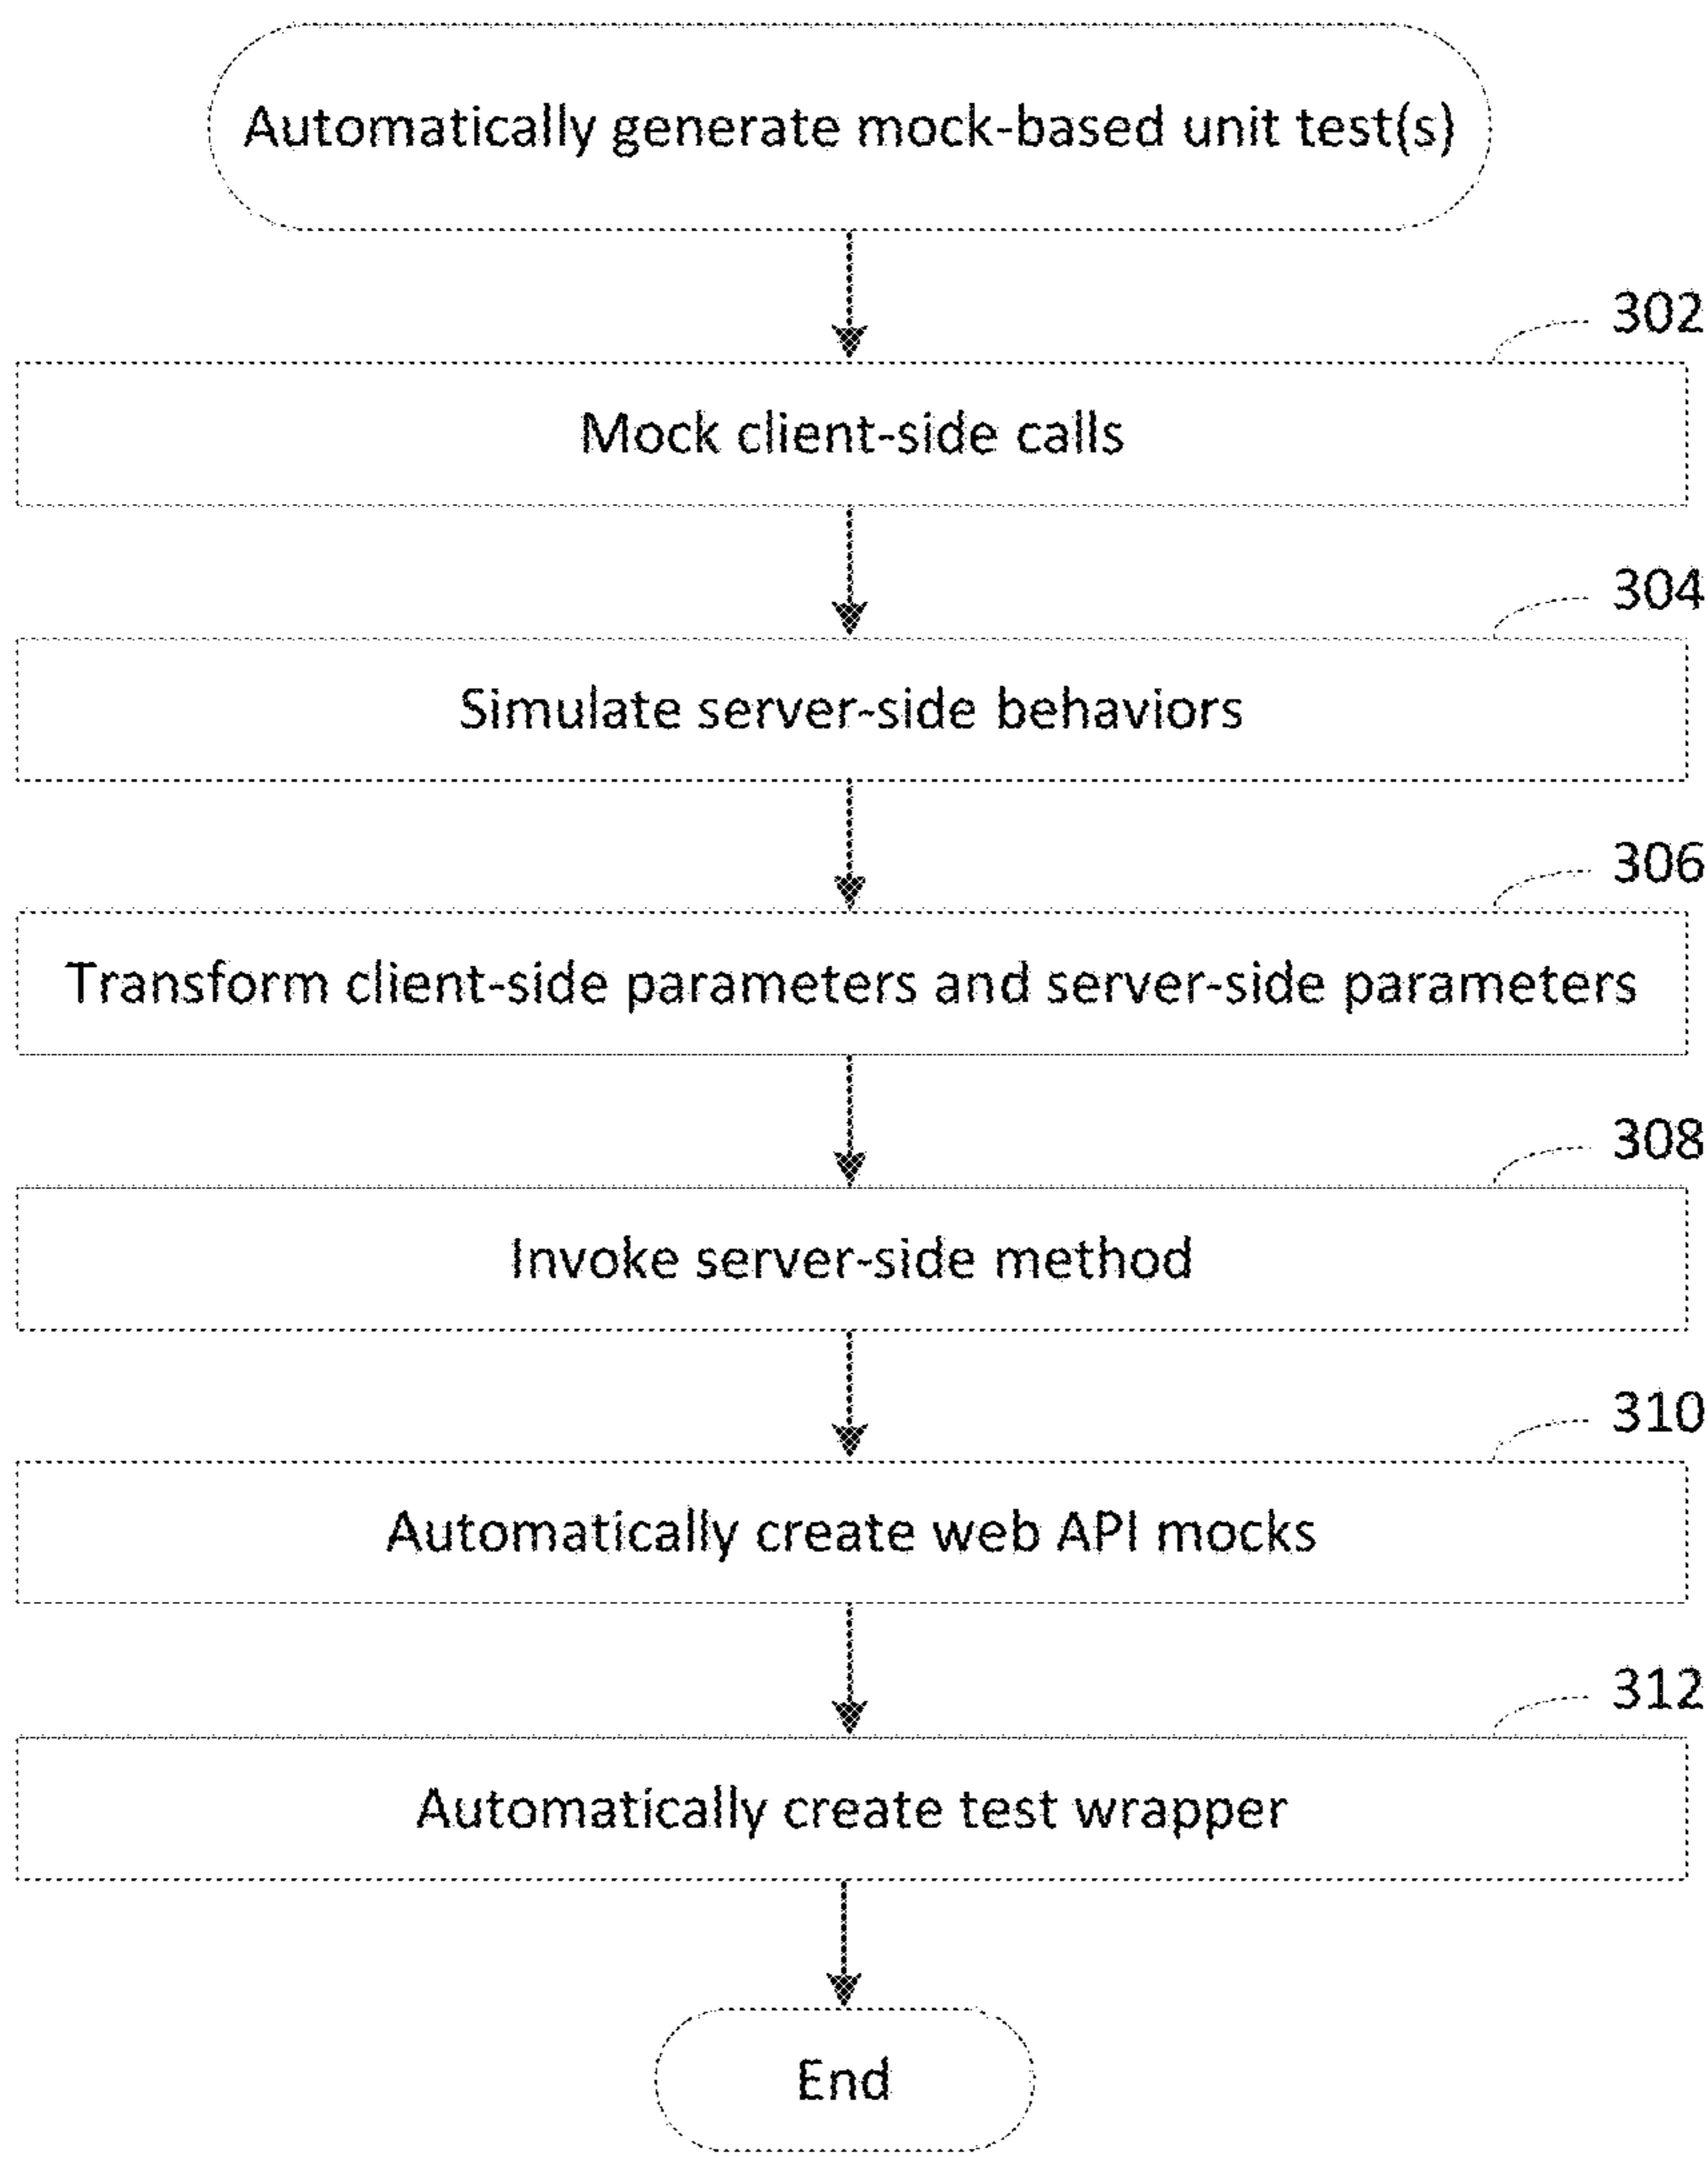 Automatically generate mock-based unit test(s)
302
Mock client-side calls
304
Simulate server-side behaviors
306
Transform client-side parameters and server-side parameters
308
Invoke server-side method
310
Automatically create web API mocks
312
Automatically create test wrapper
End